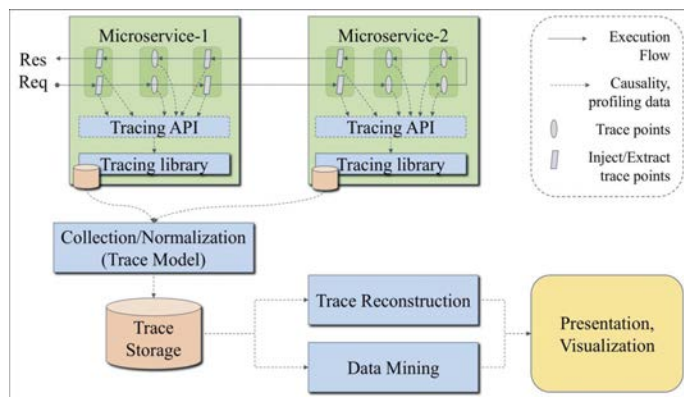 Microservice-1
Microservice-2
Res
Req
Tracing API
Tracing API
Tracing library
Tracing library
Execution
Flow
Causality,
profiling data
Trace points
Inject/Extract
trace points
Collection/Normalization
(Trace Model)
Trace
Storage
Trace Reconstruction
Data Mining
Presentation,
Visualization